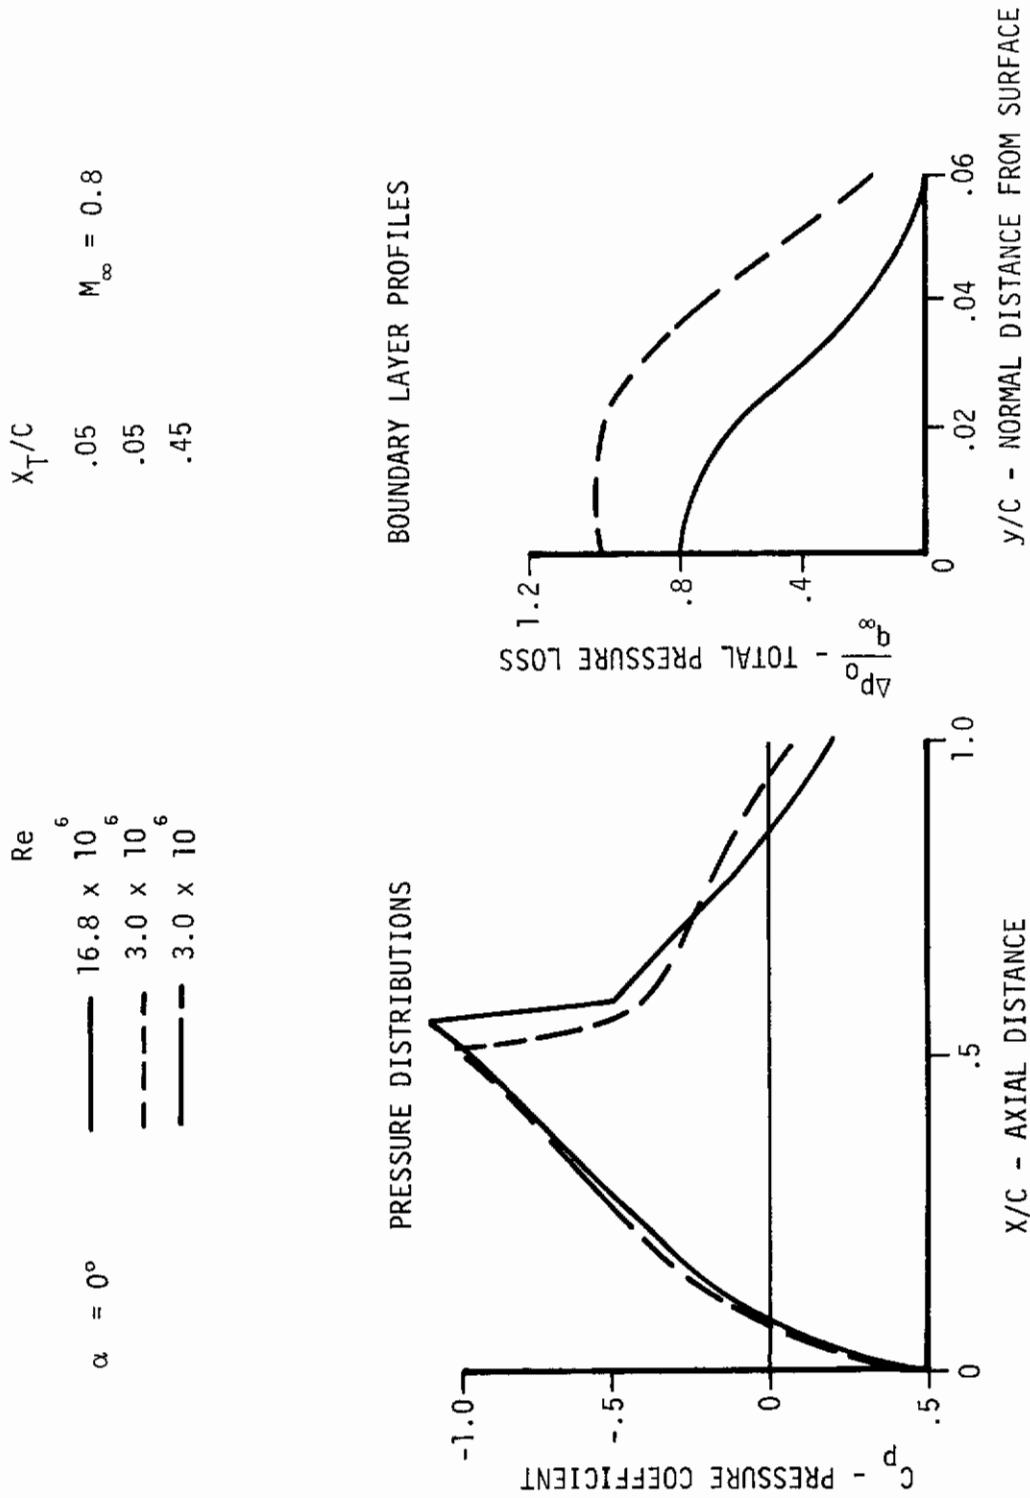 Re X_T/C
α = 0° 16.8 x 10^6 .05 M_∞ = 0.8
3.0 x 10^6 .05
3.0 x 10^6 .45
PRESSURE DISTRIBUTIONS
-1.0
-.5
0
.5
C_p - PRESSURE COEFFICIENT
0 .5 1.0
X/C - AXIAL DISTANCE
BOUNDARY LAYER PROFILES
1.2
.8
.4
0
Δp_o/q_∞ - TOTAL PRESSURE LOSS
.02 .04 .06
y/C - NORMAL DISTANCE FROM SURFACE